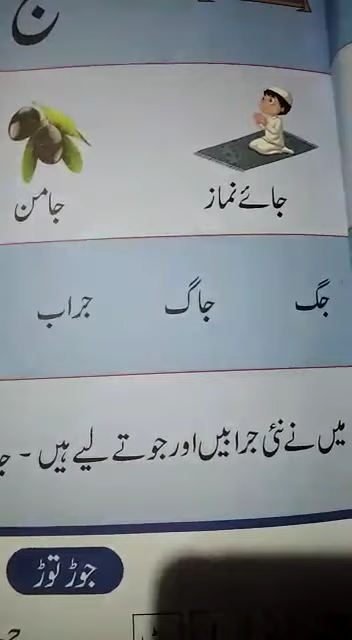 ج
جائے نماز جامن
جگ جاگ جراب
میں نے نئی جرابیں اور جوتے لیے ہیں ۔
جوڑ توڑ